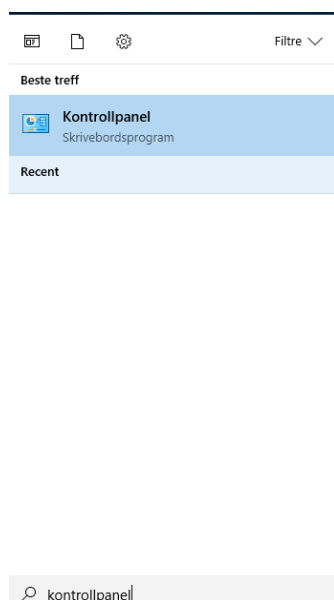 Filtre
Beste treff
Kontrollpanel
Skrivebordsprogram
Recent
kontrollpanel